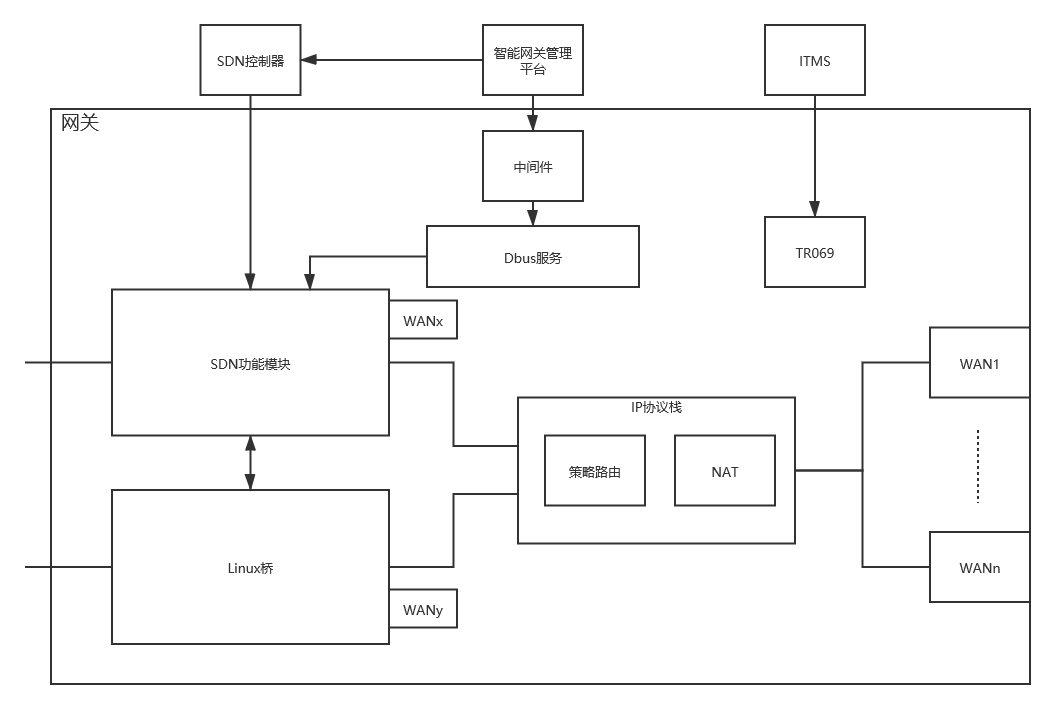 SDN控制器
智能网关管理
平台
ITMS
网关
中间件
Dbus服务
TR069
WANx
SDN功能模块
WAN1
IP协议栈
策略路由
NAT
Linux桥
WANn
WANy